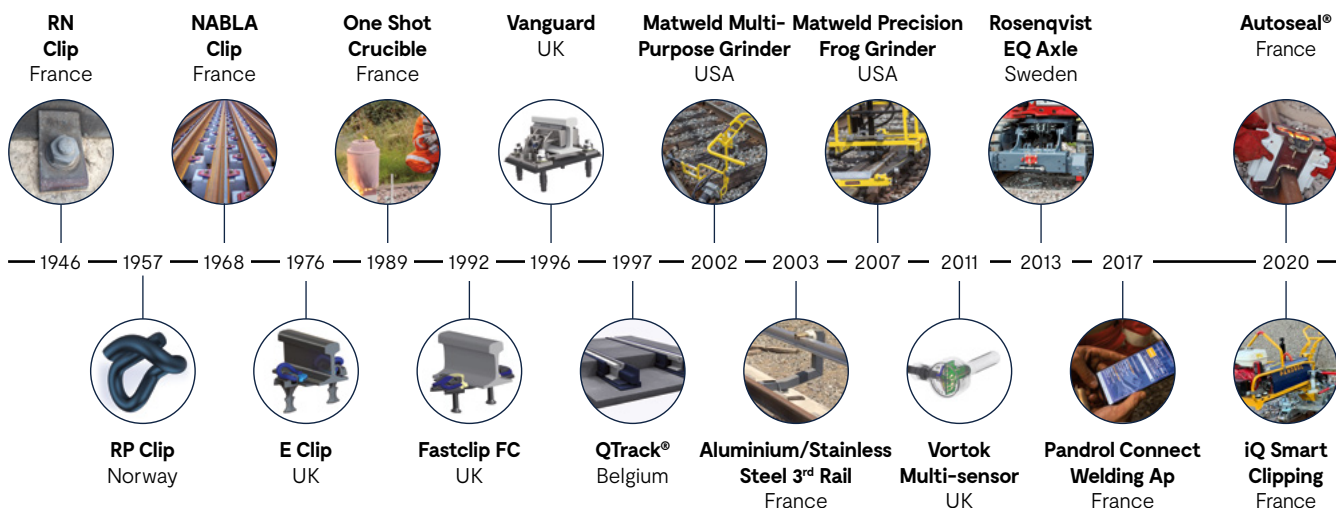 RN
Clip
France
NABLA
Clip
France
One Shot
Crucible
France
Vanguard
UK
Matweld Multi-
Purpose Grinder
USA
Matweld Precision
Frog Grinder
USA
Rosenqvist
EQ Axle
Sweden
Autoseal®
France
1946
1957
1968
1976
1989
1992
1996
1997
2002
2003
2007
2011
2013
2017
2020
RP Clip
Norway
E Clip
UK
Fastclip FC
UK
QTrack®
Belgium
Aluminium/Stainless
Steel 3rd Rail
France
Vortok
Multi-sensor
UK
Pandrol Connect
Welding Ap
France
iQ Smart
Clipping
France